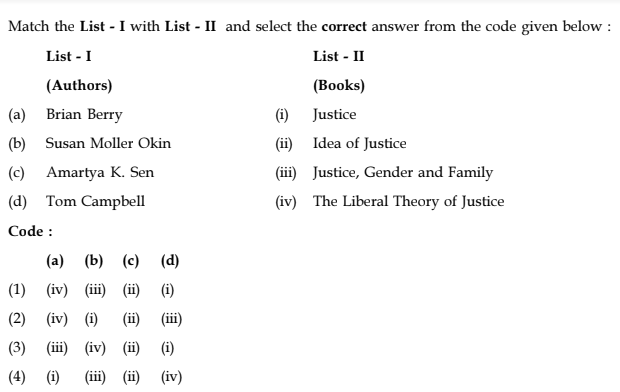 Match the List - I with List - II and select the correct answer from the code given below :
List - I List - II
(Authors) (Books)
(a) Brian Berry (i) Justice
(b) Susan Moller Okin (ii) Idea of Justice
(c) Amartya K. Sen (iii) Justice, Gender and Family
(d) Tom Campbell (iv) The Liberal Theory of Justice
Code :
(a) (b) (c) (d)
(1) (iv) (iii) (ii) (i)
(2) (iv) (i) (ii) (iii)
(3) (iii) (iv) (ii) (i)
(4) (i) (iii) (ii) (iv)